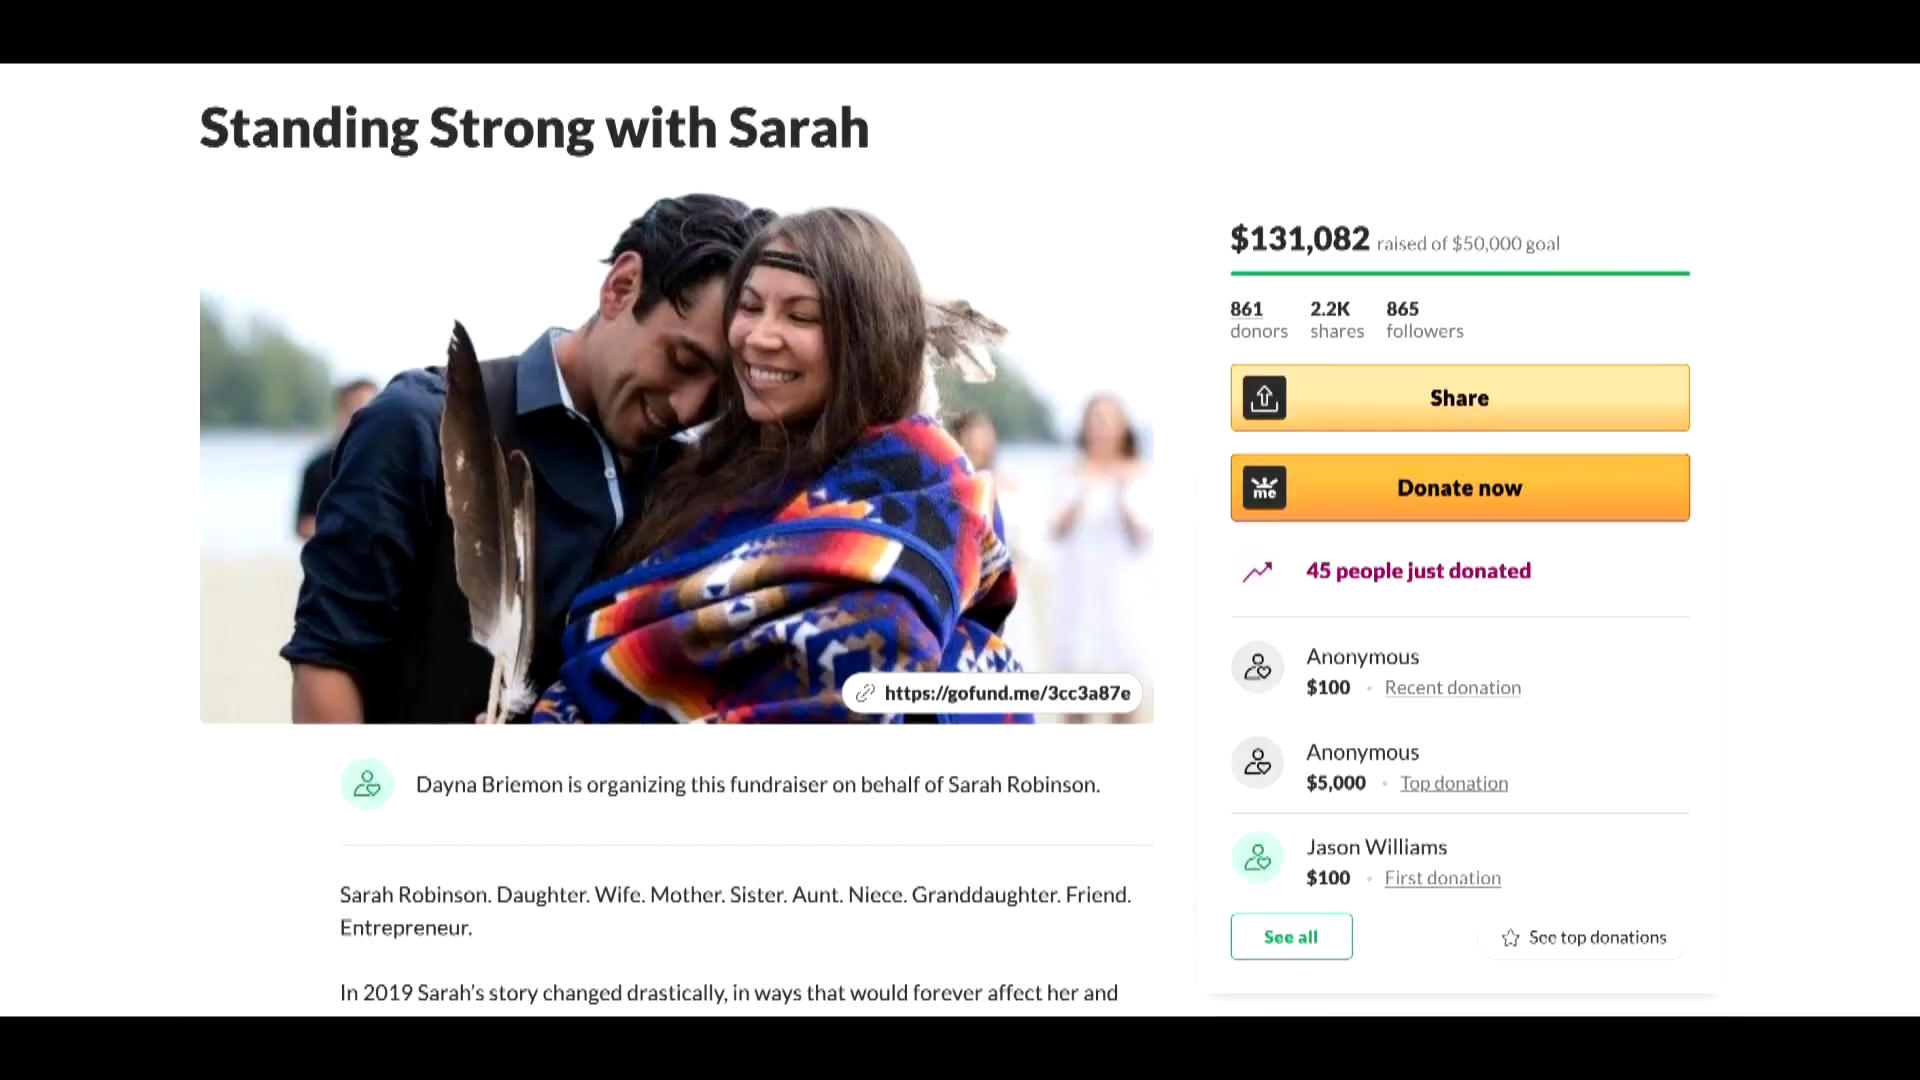 Standing Strong with Sarah
https://gofund.me/3cc3a87e
Dayna Briemon is organizing this fundraiser on behalf of Sarah Robinson.
Sarah Robinson. Daughter. Wife. Mother. Sister. Aunt. Niece. Granddaughter. Friend.
Entrepreneur.
In 2019 Sarah's story changed drastically, in ways that would forever affect her and
$131,082 raised of $50,000 goal
861 2.2K 865
donors shares followers
Share
me Donate now
45 people just donated
Anonymous
$100 • Recent donation
Anonymous
$5,000 • Top donation
Jason Williams
$100 • First donation
See all See top donations